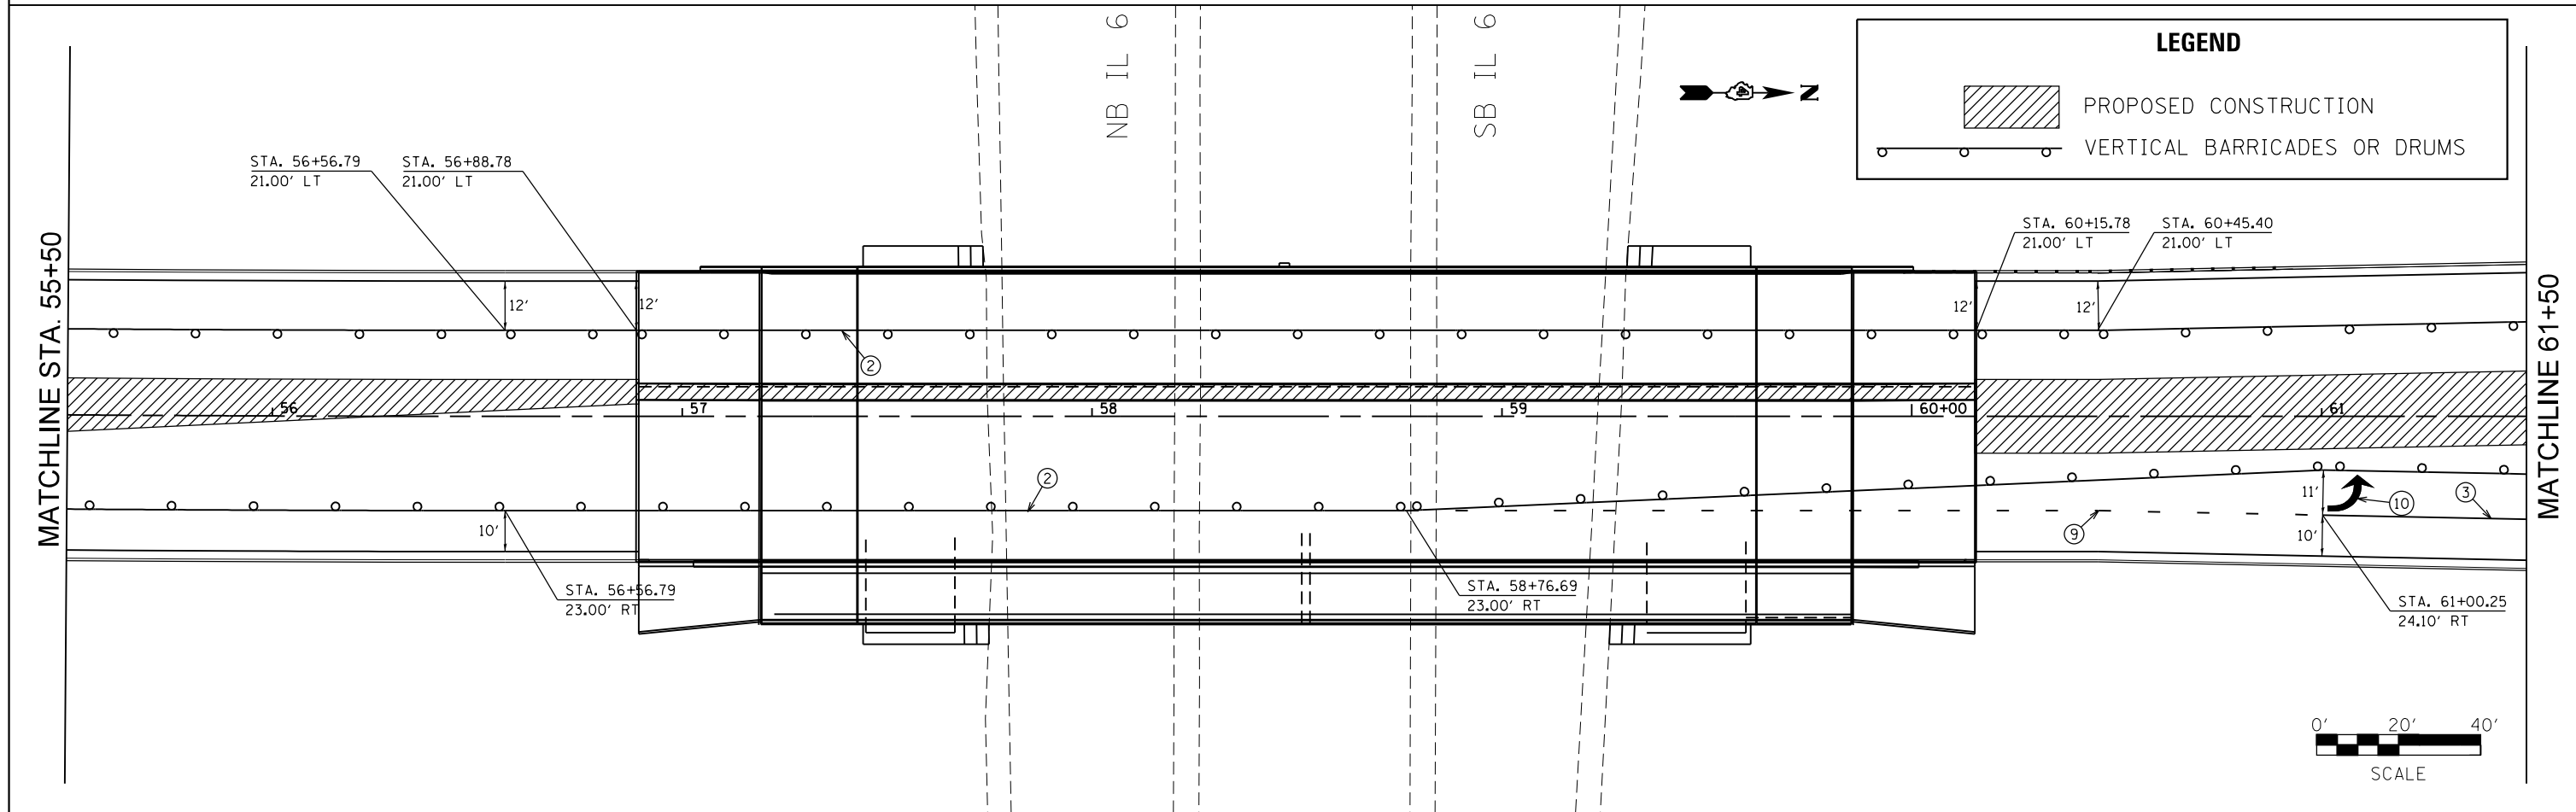 NB IL 6
SB IL 6
N
LEGEND
PROPOSED CONSTRUCTION
VERTICAL BARRICADES OR DRUMS
STA. 56+56.79
21.00' LT
STA. 56+88.78
21.00' LT
STA. 60+15.78
21.00' LT
STA. 60+45.40
21.00' LT
MATCHLINE STA. 55+50
MATCHLINE 61+50
12'
12'
12'
12'
2
56
57
58
59
60+00
61
2
10'
11'
10'
10
3
9
STA. 56+56.79
23.00' RT
STA. 58+76.69
23.00' RT
STA. 61+00.25
24.10' RT
0' 20' 40'
SCALE